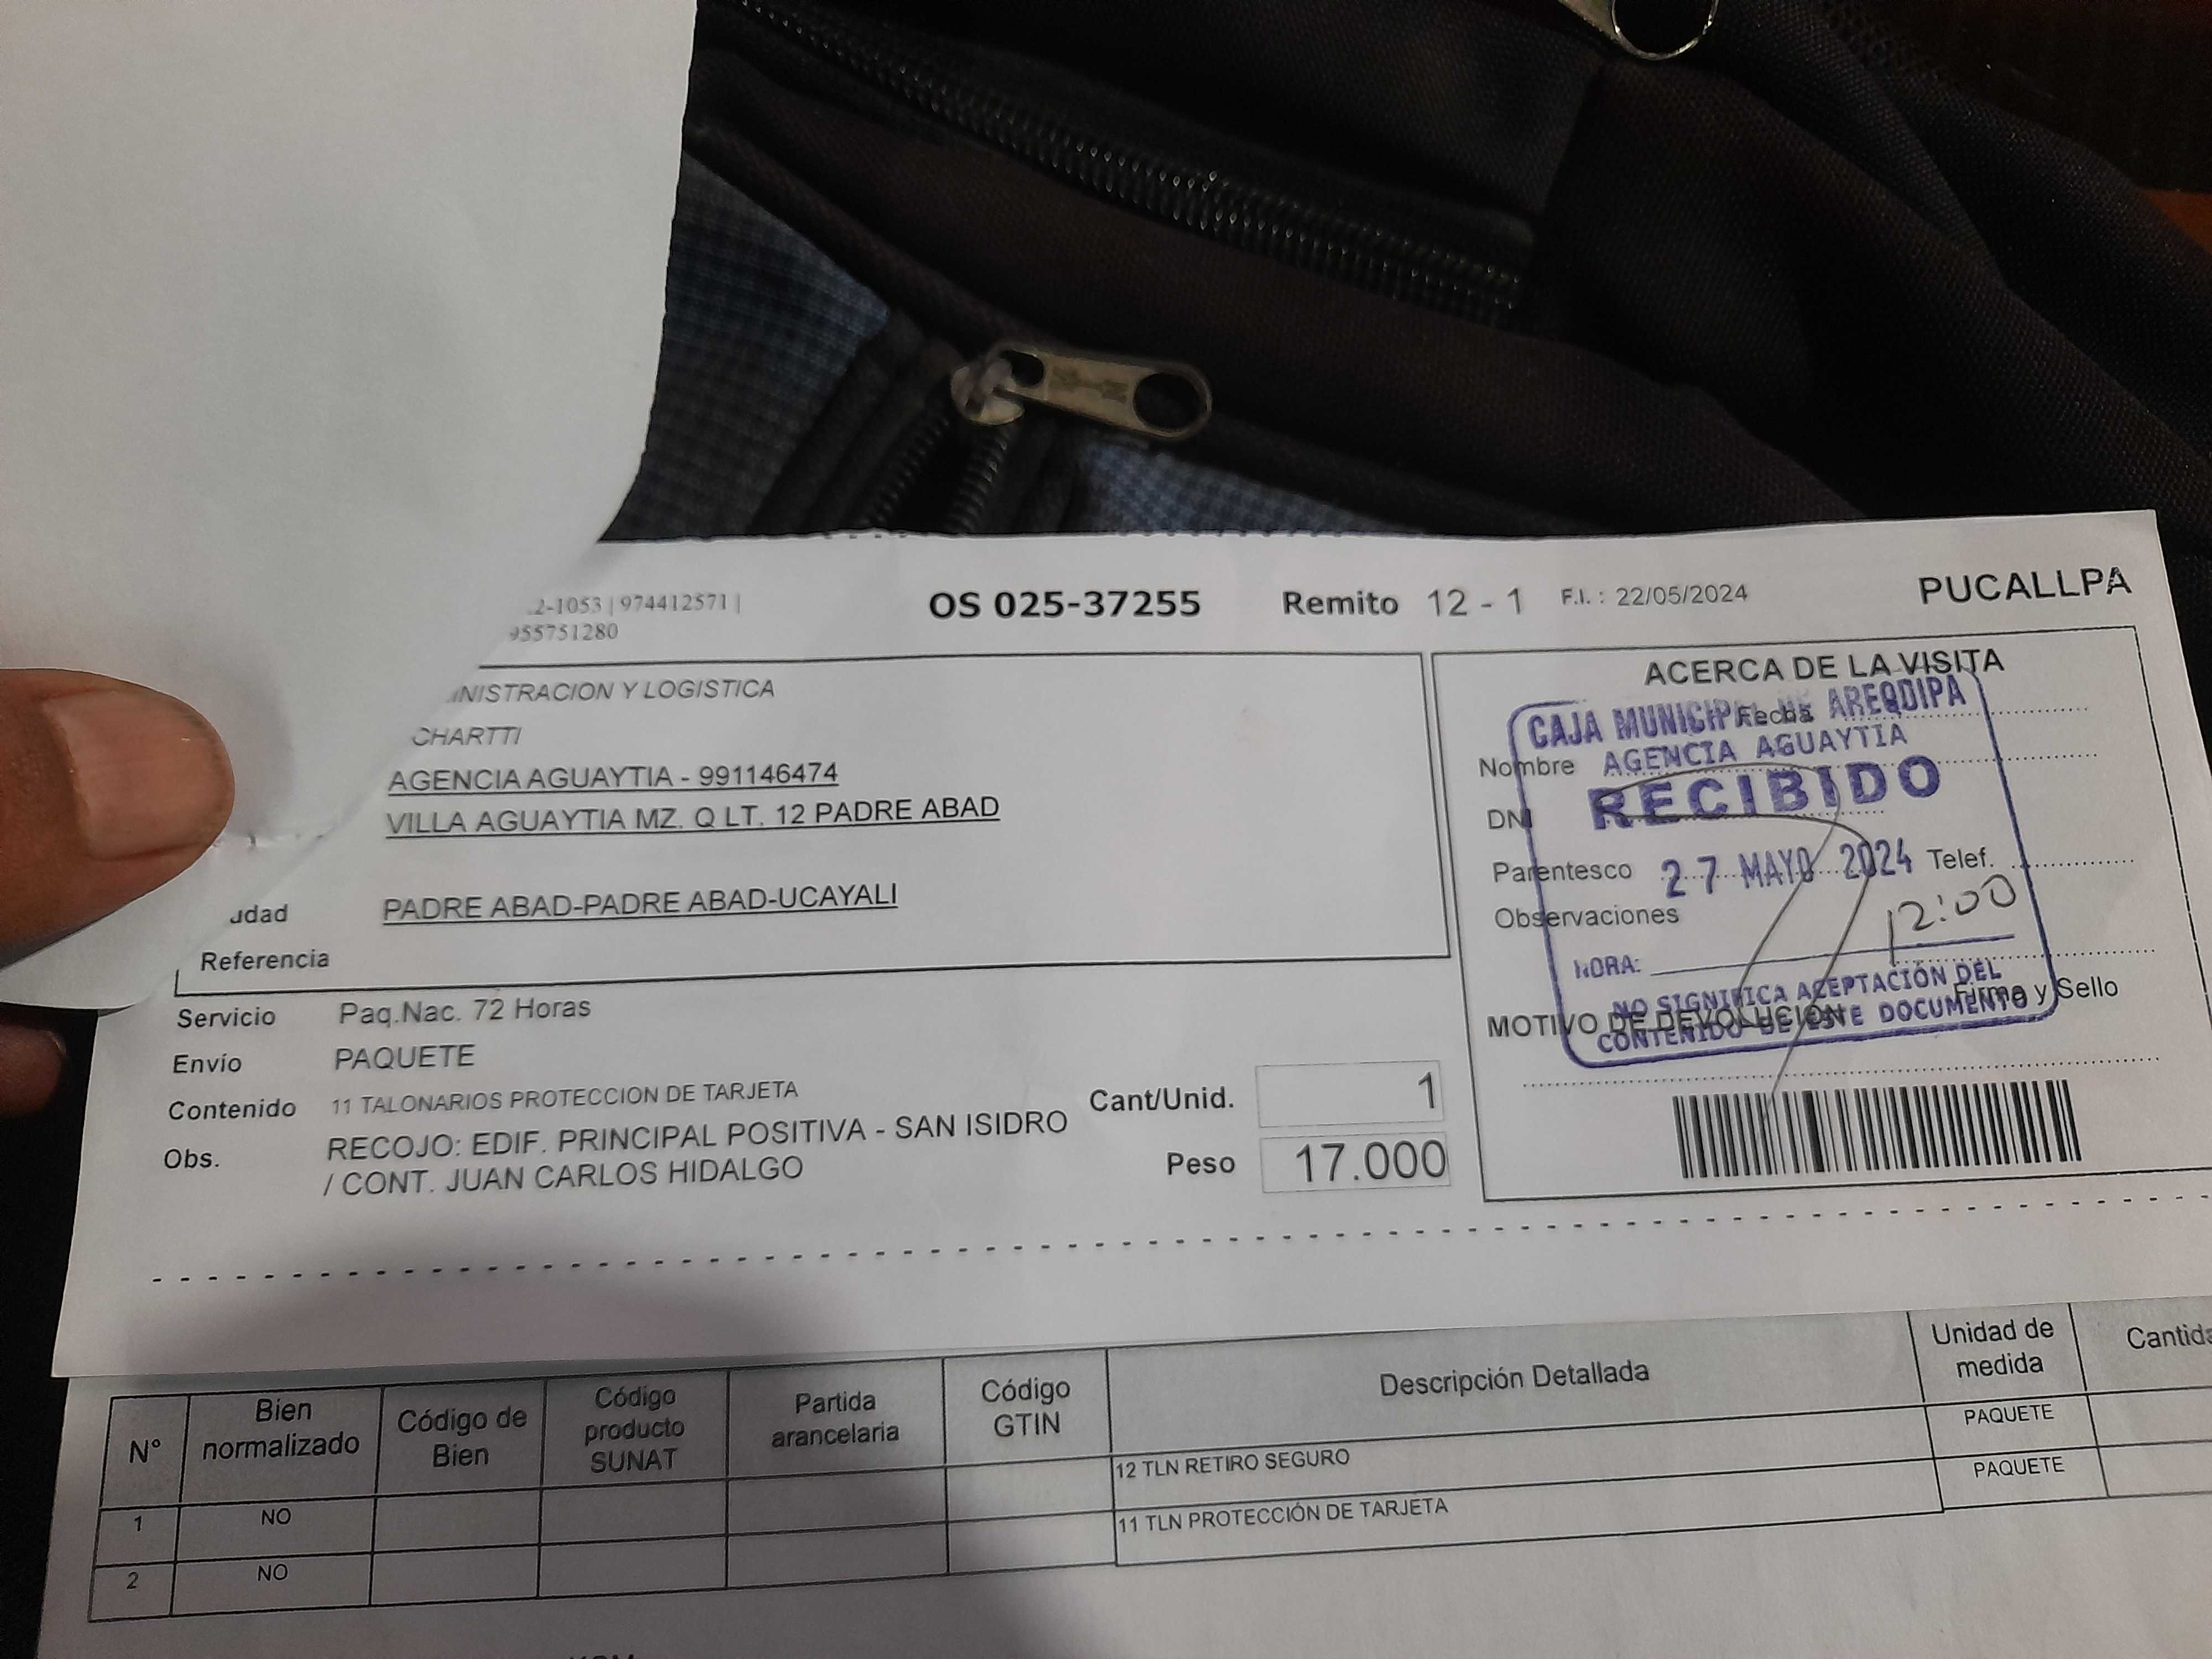 2-1053 | 974412571 |
955751280
OS 025-37255 Remito 12 - 1 F.I. : 22/05/2024 PUCALLPA
NISTRACION Y LOGISTICA
CHARTTI
AGENCIA AGUAYTIA - 991146474
VILLA AGUAYTIA MZ. Q LT. 12 PADRE ABAD
udad PADRE ABAD-PADRE ABAD-UCAYALI
Referencia
Servicio Paq.Nac. 72 Horas
Envío PAQUETE
Contenido 11 TALONARIOS PROTECCION DE TARJETA
Obs. RECOJO: EDIF. PRINCIPAL POSITIVA - SAN ISIDRO
/ CONT. JUAN CARLOS HIDALGO
Cant/Unid. 1
Peso 17.000
ACERCA DE LA VISITA
Fecha
Nombre
DNI
Parentesco Telef.
Observaciones
Firma y Sello
MOTIVO DE DEVOLUCIÓN
CAJA MUNICIPAL DE AREQUIPA
AGENCIA AGUAYTIA
RECIBIDO
27 MAYO 2024
HORA: 12:00
NO SIGNIFICA ACEPTACIÓN DEL
CONTENIDO DE ESTE DOCUMENTO
N° Bien normalizado Código de Bien Código producto SUNAT Partida arancelaria Código GTIN Descripción Detallada Unidad de medida Cantida
1 NO 12 TLN RETIRO SEGURO PAQUETE
2 NO 11 TLN PROTECCIÓN DE TARJETA PAQUETE